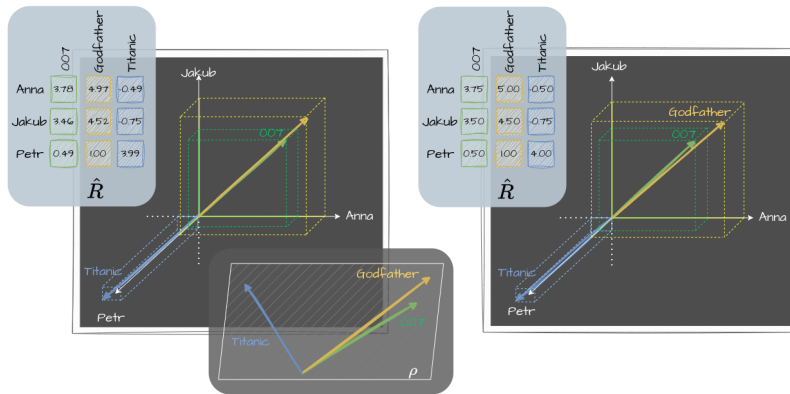 007
Godfather
Titanic
Anna 3.78 4.97 -0.49
Jakub 3.46 4.52 -0.75
Petr 0.49 1.00 3.99
R̂
Jakub
007
Anna
Titanic
Petr
Godfather
007
Titanic
ρ
007
Godfather
Titanic
Anna 3.75 5.00 -0.50
Jakub 3.50 4.50 -0.75
Petr 0.50 1.00 4.00
R̂
Jakub
Godfather
007
Anna
Titanic
Petr